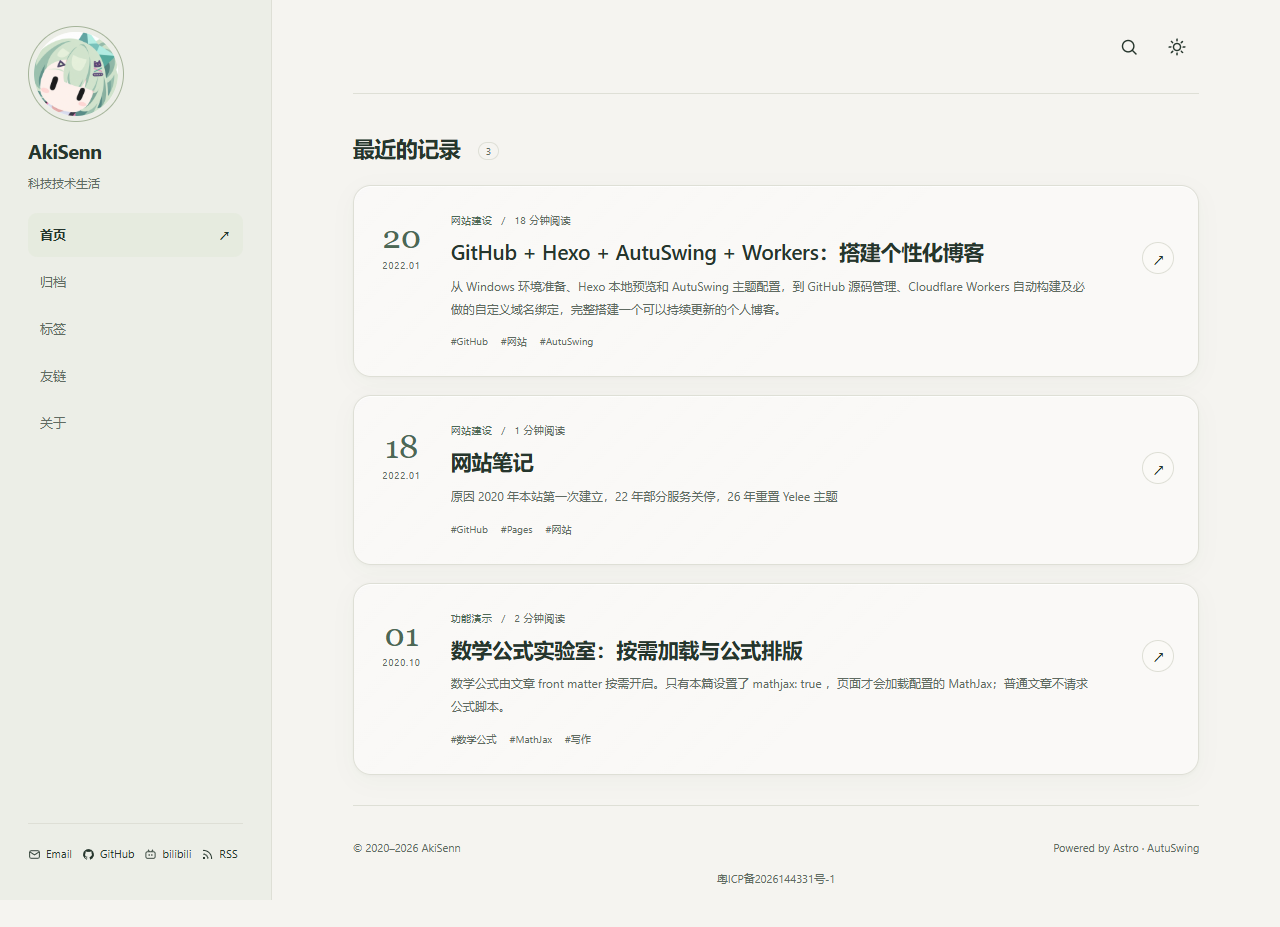 AkiSenn
科技技术生活
首页 ↗
归档
标签
友链
关于
Email GitHub bilibili RSS
最近的记录 3
20
2022.01
网站建设 / 18 分钟阅读
GitHub + Hexo + AutuSwing + Workers：搭建个性化博客
从 Windows 环境准备、Hexo 本地预览和 AutuSwing 主题配置，到 GitHub 源码管理、Cloudflare Workers 自动构建及必
做的自定义域名绑定，完整搭建一个可以持续更新的个人博客。
#GitHub #网站 #AutuSwing
↗
18
2022.01
网站建设 / 1 分钟阅读
网站笔记
原因 2020 年本站第一次建立，22 年部分服务关停，26 年重置 Yelee 主题
#GitHub #Pages #网站
↗
01
2020.10
功能演示 / 2 分钟阅读
数学公式实验室：按需加载与公式排版
数学公式由文章 front matter 按需开启。只有本篇设置了 mathjax: true ，页面才会加载配置的 MathJax；普通文章不请求
公式脚本。
#数学公式 #MathJax #写作
↗
© 2020–2026 AkiSenn
Powered by Astro · AutuSwing
粤ICP备2026144331号-1